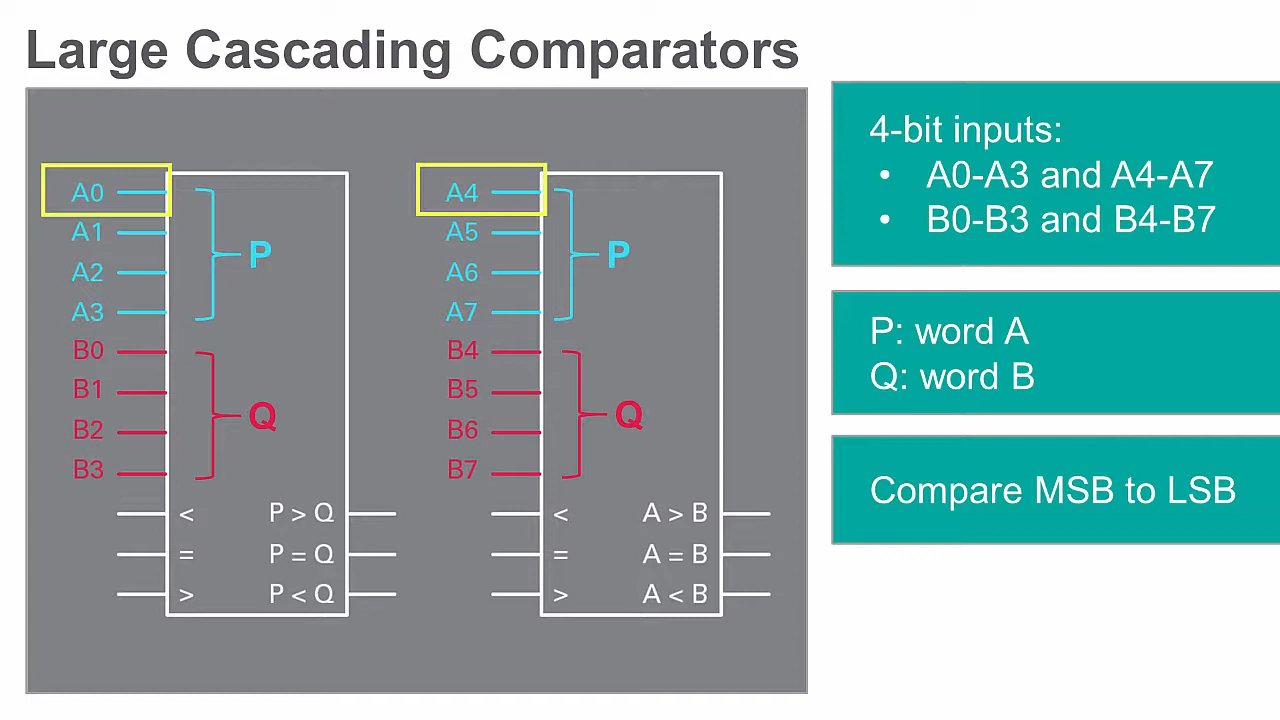 Large Cascading Comparators
A0
A1
A2
A3
B0
B1
B2
B3
P
Q
< P > Q
= P = Q
> P < Q
A4
A5
A6
A7
B4
B5
B6
B7
P
Q
< A > B
= A = B
> A < B
4-bit inputs:
• A0-A3 and A4-A7
• B0-B3 and B4-B7
P: word A
Q: word B
Compare MSB to LSB